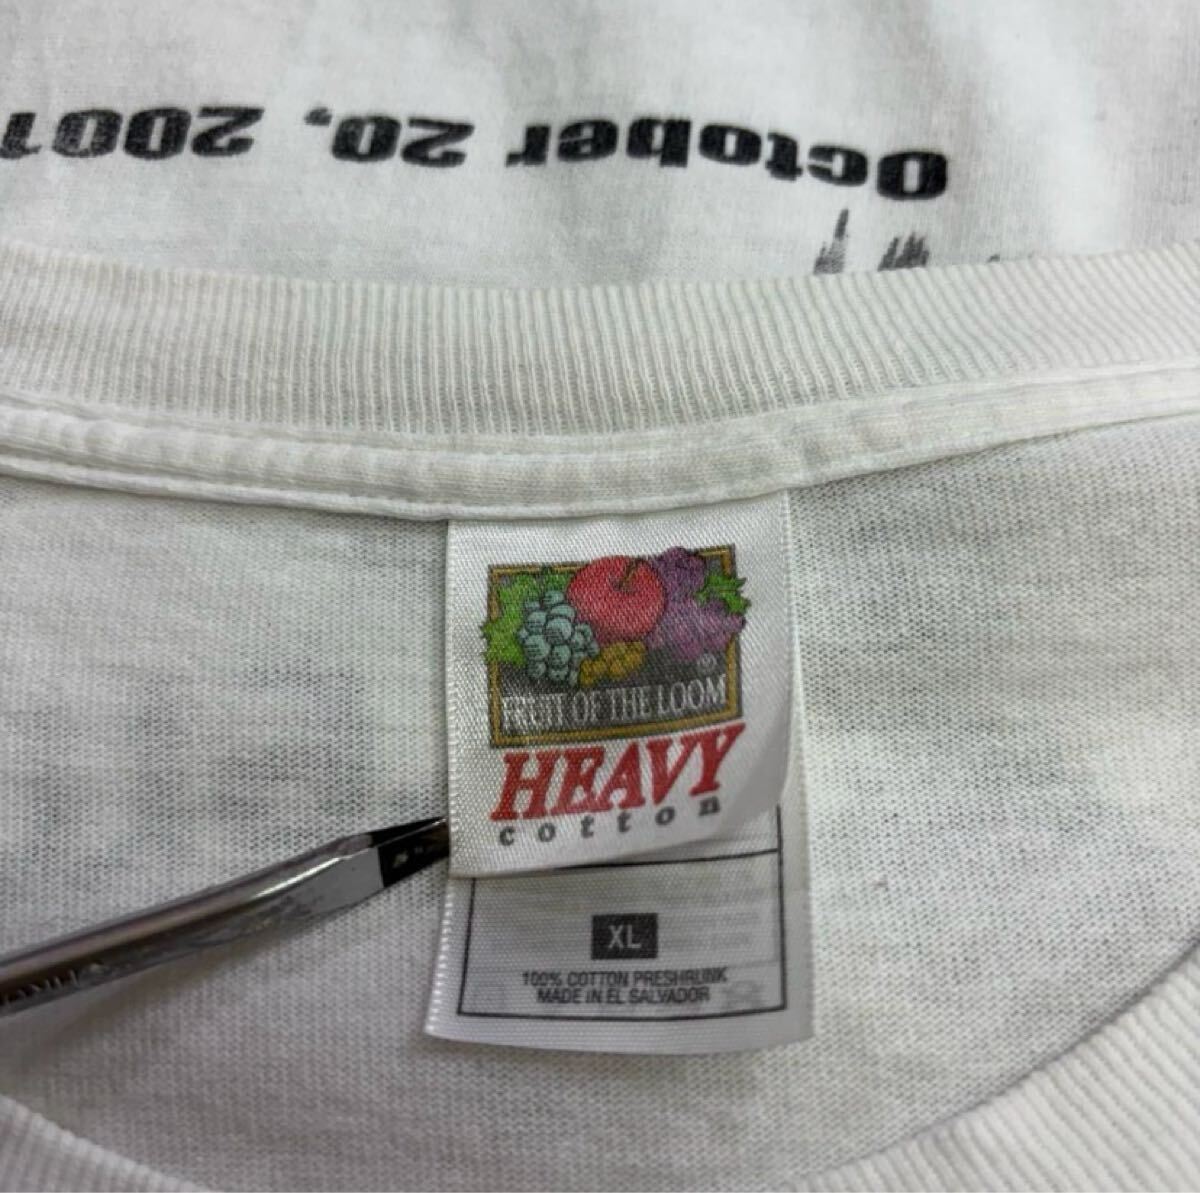 October 20, 2001
FRUIT OF THE LOOM
HEAVY
cotton
XL
100% COTTON PRESHRUNK
MADE IN EL SALVADOR